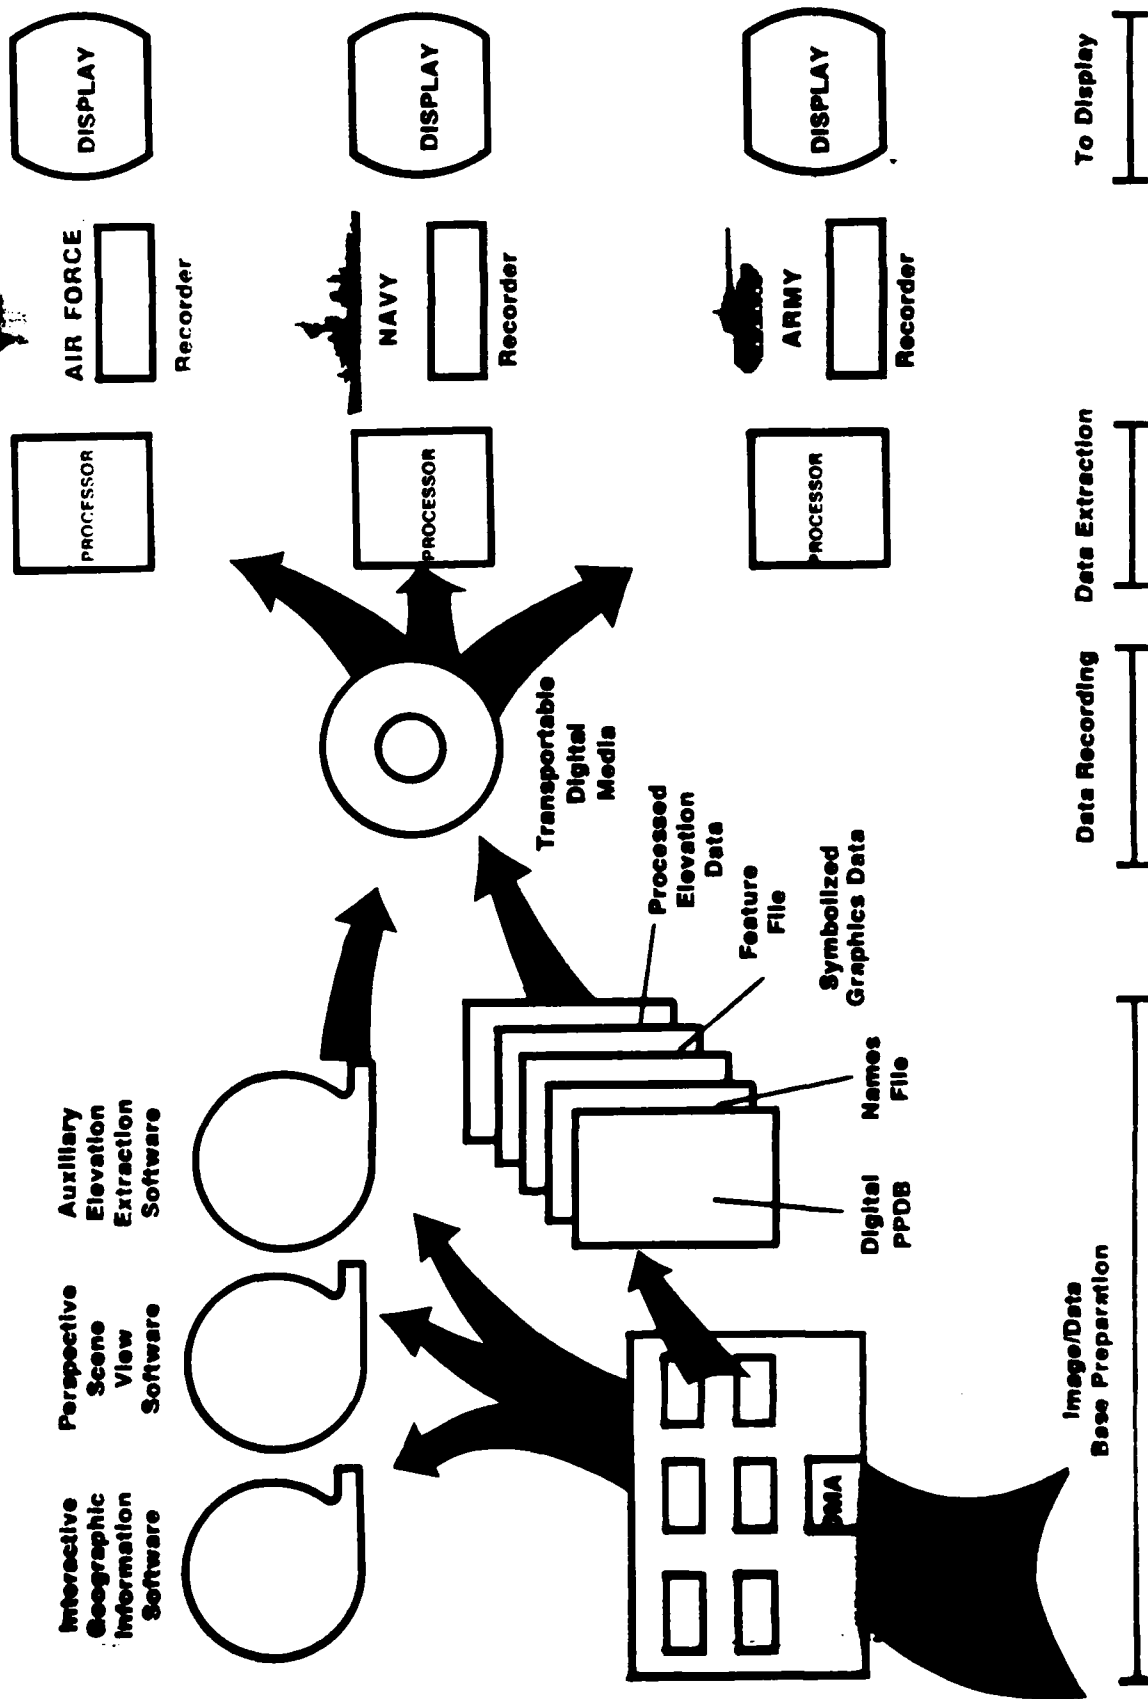 Interactive
Geographic
Information
Software
Perspective
Scene
View
Software
Auxiliary
Elevation
Extraction
Software
AIR FORCE
Recorder
PROCESSOR
DISPLAY
NAVY
Recorder
PROCESSOR
DISPLAY
ARMY
Recorder
PROCESSOR
DISPLAY
Transportable
Digital
Media
Processed
Elevation
Data
Feature
File
Symbolized
Graphics Data
Names
File
Digital
PPDB
DMA
Image/Data
Base Preparation
Data Recording
Data Extraction
To Display